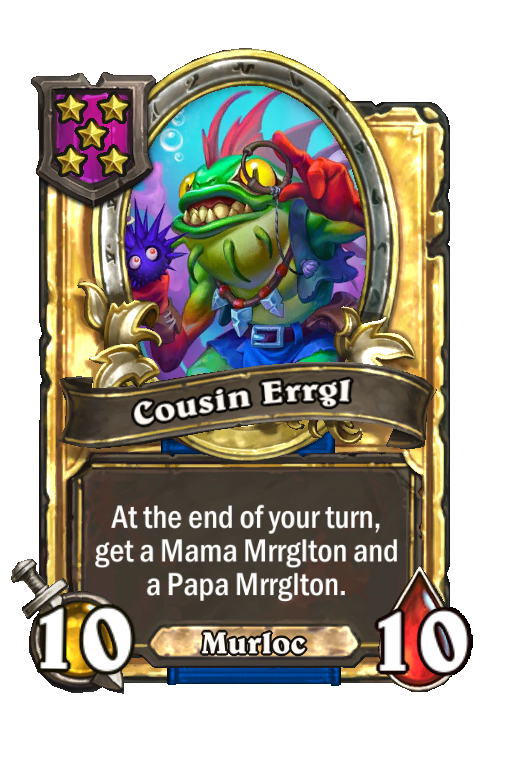 Cousin Errgl
At the end of your turn,
get a Mama Mrrglton and
a Papa Mrrglton.
10
Murloc
10